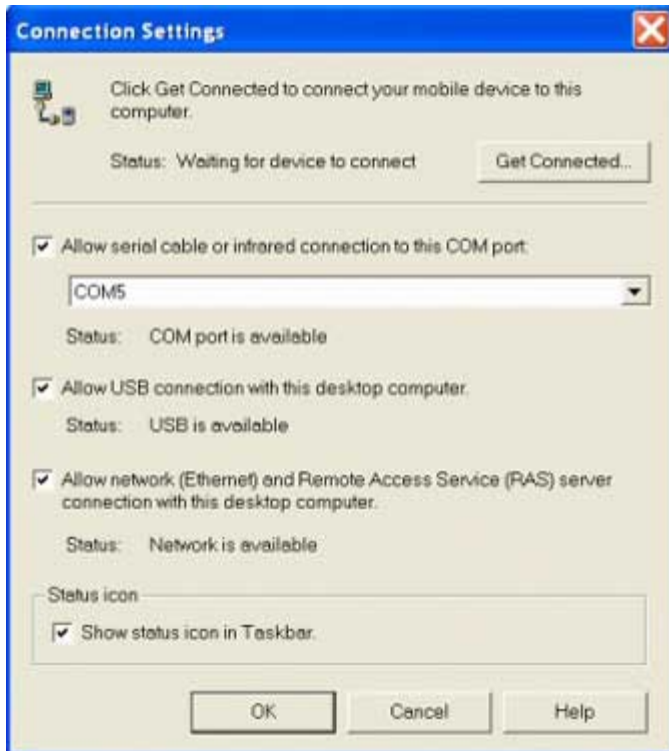 Connection Settings
Click Get Connected to connect your mobile device to this
computer.
Status: Waiting for device to connect
Get Connected...
Allow serial cable or infrared connection to this COM port:
COM5
Status: COM port is available
Allow USB connection with this desktop computer.
Status: USB is available
Allow network (Ethernet) and Remote Access Service (RAS) server
connection with this desktop computer.
Status: Network is available
Status icon
Show status icon in Taskbar.
OK
Cancel
Help